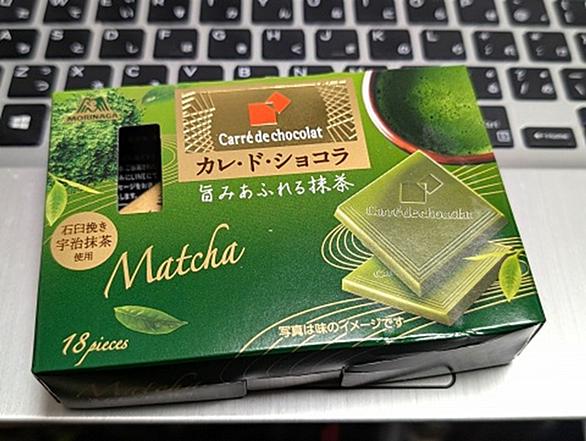 MORINAGA
Carré de chocolat
カレ・ド・ショコラ
旨みあふれる抹茶
石臼挽き
宇治抹茶
使用
Matcha
Carré de chocolat
写真は味のイメージです
18 pieces